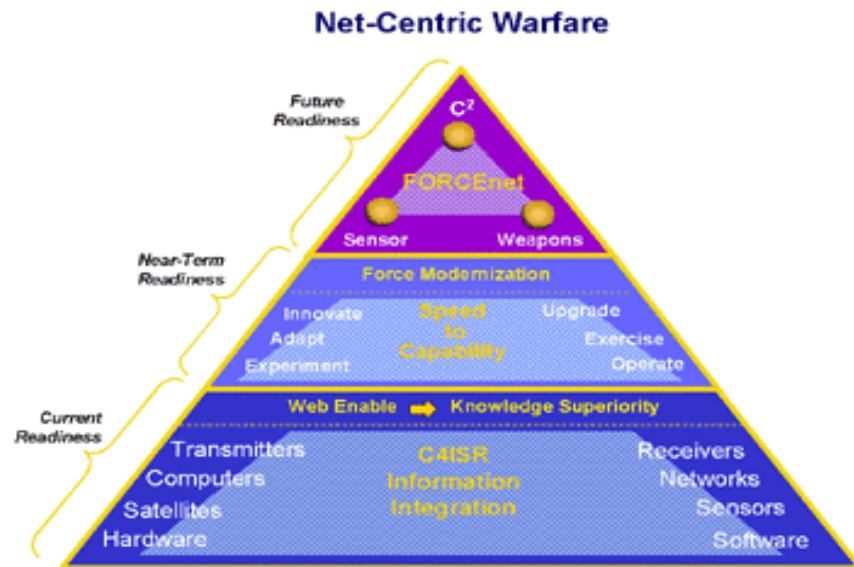 Net-Centric Warfare
Future
Readiness
C²
FORCEnet
Sensor
Weapons
Near-Term
Readiness
Force Modernization
Innovate
Adapt
Experiment
Speed
to
Capability
Upgrade
Exercise
Operate
Current
Readiness
Web Enable
Knowledge Superiority
Transmitters
Computers
Satellites
Hardware
C4ISR
Information
Integration
Receivers
Networks
Sensors
Software